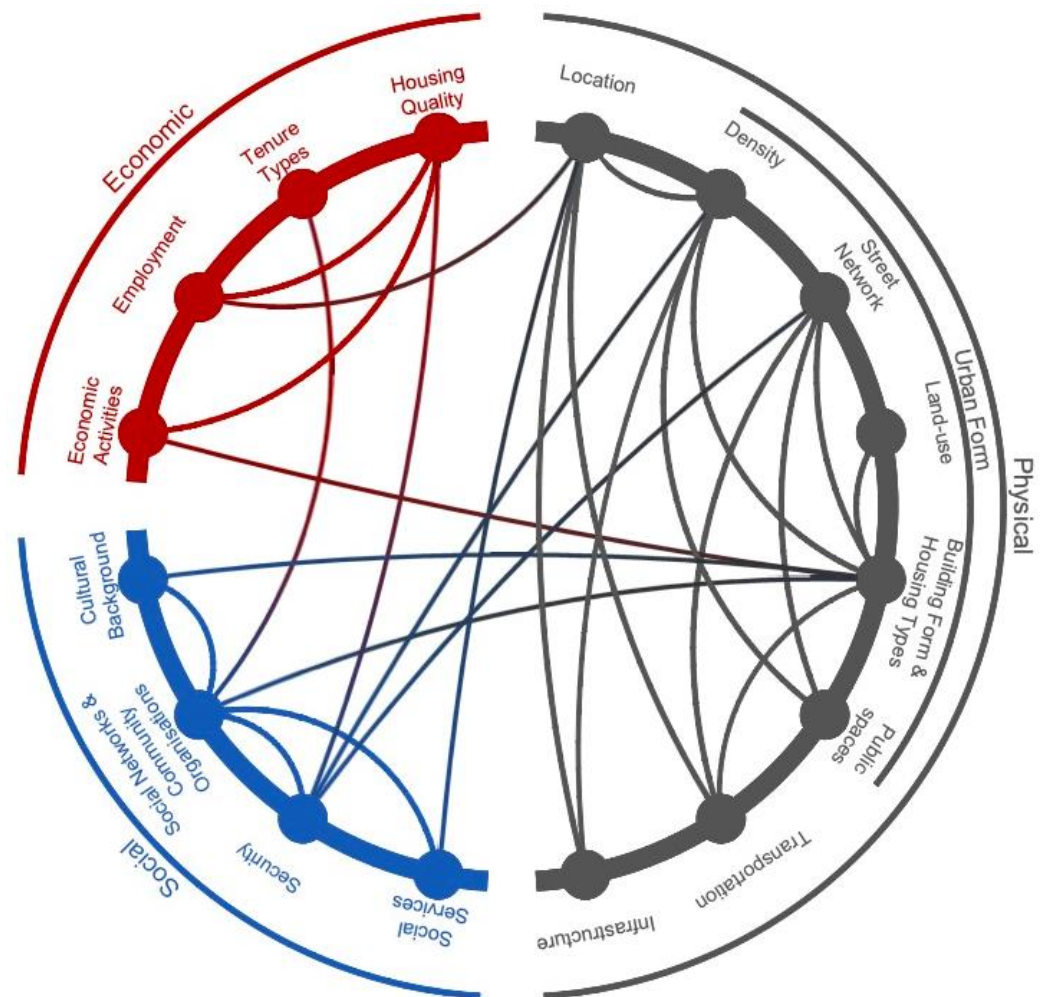 Economic
Housing
Quality
Tenure
Types
Employment
Economic
Activities
Location
Density
Street
Network
Land-use
Building Form &
Housing Types
Public
spaces
Urban Form
Physical
Transportation
Infrastructure
Cultural
Background
Social Networks &
Community
Organisations
Security
Social
Services
Social